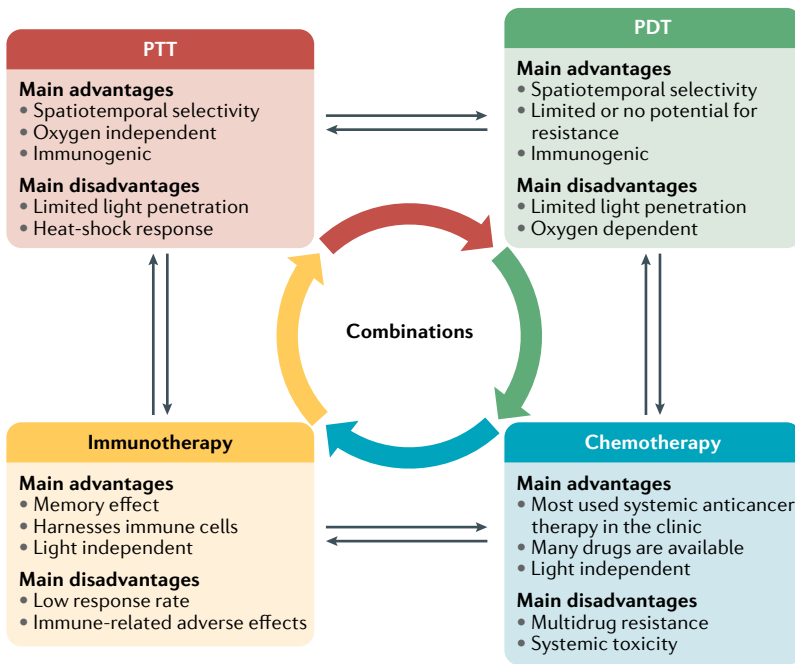 PTT
Main advantages
• Spatiotemporal selectivity
• Oxygen independent
• Immunogenic
Main disadvantages
• Limited light penetration
• Heat-shock response
PDT
Main advantages
• Spatiotemporal selectivity
• Limited or no potential for
resistance
• Immunogenic
Main disadvantages
• Limited light penetration
• Oxygen dependent
Combinations
Immunotherapy
Main advantages
• Memory effect
• Harnesses immune cells
• Light independent
Main disadvantages
• Low response rate
• Immune-related adverse effects
Chemotherapy
Main advantages
• Most used systemic anticancer
therapy in the clinic
• Many drugs are available
• Light independent
Main disadvantages
• Multidrug resistance
• Systemic toxicity